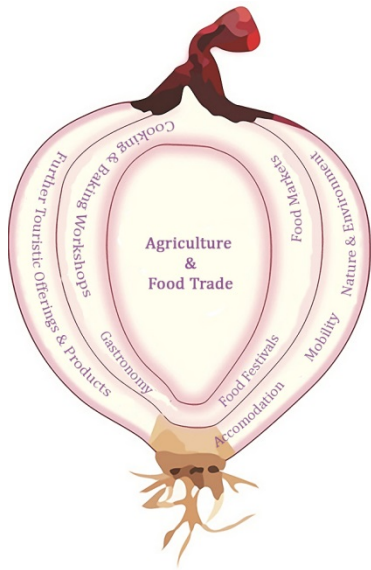 Agriculture
&
Food Trade
Cooking & Baking Workshops
Food Markets
Gastronomy
Food Festivals
Further Touristic Offerings & Products
Nature & Environment
Mobility
Accomodation